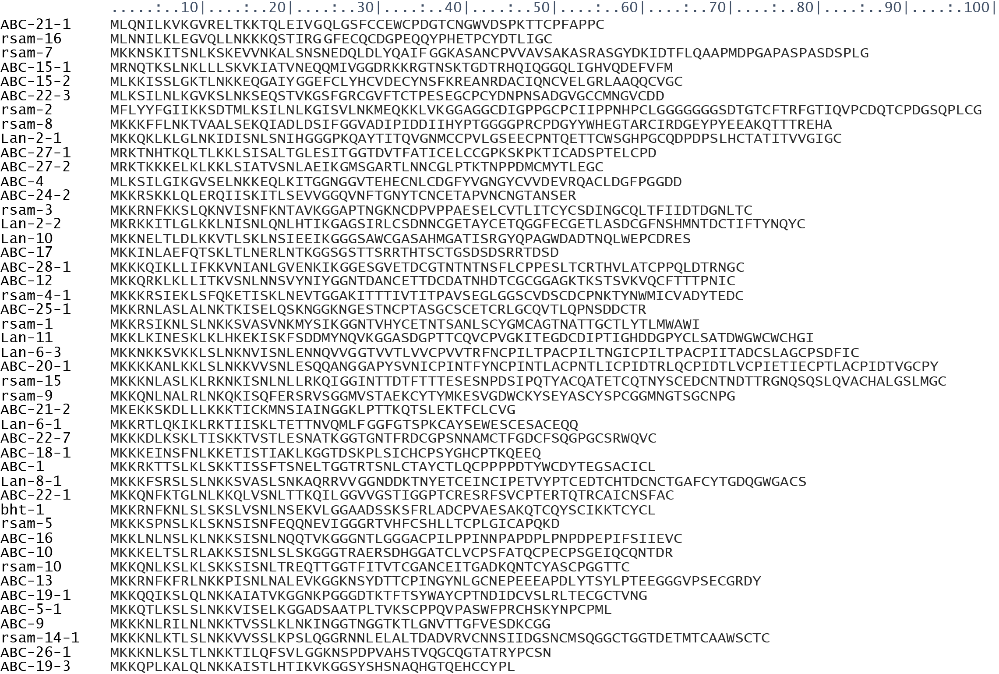 .....:..10|....:..20|....:..30|....:..40|....:..50|....:..60|....:..70|....:..80|....:..90|....:.100|
ABC-21-1 MLQNILKVKGVRELTKKTQLEIVGQLGSFCCEWCPDGTCNGWVDSPKTTCPFAPPC
rsam-16 MLNNILKLEGVQLLNKKKQSTIRGGFECQCDGPEQQYPHETPCYDTLIGC
rsam-7 MKKNSKITSNLKSKEVVNKALSNSNEDQLDLYQAIFGGKASANCPVVAVSAKASRASGYDKIDTFLQAAPMDPGAPASPASDSPLG
ABC-15-1 MRNQTKSLNKLLLSKVKIATVNEQQMIVGGDRKKRGTNSKTGDTRHQIQGGQLIGHVQDEFVFM
ABC-15-2 MLKKISSLGKTLNKKEQGAIYGGEFCLYHCVDECYNSFKREANRDACIQNCVELGRLAAQQCVGC
ABC-22-3 MLKSILNLKGVKSLNKSEQSTVKGSFGRCGVFTCTPESEGCPCYDNPNSADGVGCCMNGVCDD
rsam-2 MFLYYFGIIKKSDTMLKSILNLKGISVLNKMEQKKLVKGGAGGCDIGPPGCPCIIPPNHPCLGGGGGGGSDTGTCFTRFGTIQVPCDQTCPDGSQPLCG
rsam-8 MKKKFFLNKTVAALSEKQIADLDSIFGGVADIPIDDIIHYPTGGGGPRCPDGYYWHEGTARCIRDGEYPYEEAKQTTTREHA
Lan-2-1 MKKQKLKLGLNKIDISNLSNIHGGGPKQAYTITQVGNMCCPVLGSEECPNTQETTCWSGHPGCQDPDPSLHCTATITVVGIGC
ABC-27-1 MRKTNHTKQLTLKKLSISALTGLESITGGTDVTFATICELCCGPKSKPKTICADSPTELCPD
ABC-27-2 MRKTKKKELKLKKLSIATVSNLAEIKGMSGARTLNNCGLPTKTNPPDMCMYTLEGC
ABC-4 MLKSILGIKGVSELNKKEQLKITGGNGGVTEHECNLCDGFYVGNGYCVVDEVRQACLDGFPGGDD
ABC-24-2 MKKRSKKLQLERQIISKITLSEVVGGQVNFTGNYTCNCETAPVNCNGTANSER
rsam-3 MKKRNFKKSLQKNVISNFKNTAVKGGAPTNGKNCDPVPPAESELCVTLITCYCSDINGCQLTFIIDTDGNLTC
Lan-2-2 MKRKKITLGLKKLNISNLQNLHTIKGAGSIRLCSDNNCGETAYCETQGGFECGETLASDCGFNSHMNTDCTIFTYNQYC
Lan-10 MKKNELTLDLKKVTLSKLNSIEEIKGGGSAWCGASAHMGATISRGYQPAGWDADTNQLWEPCDRES
ABC-17 MKKINLAEFQTSKLTLNERLNTKGGSGSTTSRRTHTSCTGSDSDSRRTDSD
ABC-28-1 MKKKQIKLLIFKKVNIANLGVENKIKGGESGVETDCGTNTNTNSFLCPPESLTCRTHVLATCPPQLDTRNGC
ABC-12 MKKQRKLKLLITKVSNLNNSVYNIYGGNTDANCETTDCDATNHDTCGCGGAGKTKSTSVKVQCFTTTPNIC
rsam-4-1 MKKKRSIEKLSFQKETISKLNEVTGGAKITTTIVTITPAVSEGLGGSCVDSCDCPNKTYNWMICVADYTEDC
ABC-25-1 MKKRNLASLALNKTKISELQSKNGGKNGESTNCPTASGCSCETCRLGCQVTLQPNSDDCTR
rsam-1 MKKRSIKNLSLNKKSVASVNKMYSIKGGNTVHYCETNTSANLSCYGMCAGTNATTGCTLYTLMWAWI
Lan-11 MKKLKINESKLKLHKEKISKFSDDMYNQVKGGASDGPTTCQVCPVGKITEGDCDIPTIGHDDGPYCLSATDWGWCWCHGI
Lan-6-3 MKKNKKSVKKLSLNKNVISNLENNQVVGGTVVTLVVCPVVTRFNCPILTPACPILTNGICPILTPACPIITADCSLAGCPSDFIC
ABC-20-1 MKKKKANLKKLSLNKKVVSNLESQQANGGAPYSVNICPINTFYNCPINTLACPNTLICPIDTRLQCPIDTLVCPIETIECPTLACPIDTVGCPY
rsam-15 MKKKNLASLKLRKNKISNLNLLRKQIGGINTTDTFTTTESESNPDSIPQTYACQATETCQTNYSCEDCNTNDTTRGNQSQSLQVACHALGSLMGC
rsam-9 MKKQNLNALRLNKQKISQFERSRVSGGMVSTAEKCYTYMKESVGDWCKYSEYASCYSPCGGMNGTSGCNPG
ABC-21-2 MKEKKSKDLLLKKKTICKMNSIAINGGKLPTTKQTSLEKTFCLCVG
Lan-6-1 MKKRTLQKIKLRKTIISKLTETTNVQMLFGGFGTSPKCAYSEWESCESACEQQ
ABC-22-7 MKKKDLKSKLTISKKTVSTLESNATKGGTGNTFRDCGPSNNAMCTFGDCFSQGPGCSRWQVC
ABC-18-1 MKKKEINSFNLKKETISTIAKLKGGTDSKPLSICHCPSYGHCPTKQEEQ
ABC-1 MKKRKTTSLKLSKKTISSFTSNELTGGTRTSNLCTAYCTLQCPPPPDTYWCDYTEGSACICL
Lan-8-1 MKKKFSRSLSLNKKSVASLSNKAQRRVVGGNDDKTNYETCEINCIPETVYPTCEDTCHTDCNCTGAFCYTGDQGWGACS
ABC-22-1 MKKQNFKTGLNLKKQLVSNLTTKQILGGVVGSTIGGPTCRESRFSVCPTERTQTRCAICNSFAC
bht-1 MKKRNFKNLSLSKSLVSNLNSEKVLGGAADSSKSFRLADCPVAESAKQTCQYSCIKKTCYCL
rsam-5 MKKKSPNSLKLSKNSISNFEQQNEVIGGGRTVHFCSHLLTCPLGICAPQKD
ABC-16 MKKLNLNSLKLNKKSISNLNQQTVKGGGNTLGGGACPILPPINNPAPDPLPNPDPEPIFSIIEVC
ABC-10 MKKKELTSLRLAKKSISNLSLSKGGGTRAERSDHGGATCLVCPSFATQCPECPSGEIQCQNTDR
rsam-10 MKKQNLKSLKLSKKSISNLTREQTTGGTFITVTCGANCEITGADKQNTCYASCPGGTTC
ABC-13 MKKRNFKFRLNKKPISNLNALEVKGGKNSYDTTCPINGYNLGCNEPEEEAPDLYTSYLPTEEGGGVPSECGRDY
ABC-19-1 MKKQQIKSLQLNKKAIATVKGGNKPGGGDTKTFTSYWAYCPTNDIDCVSLRLTECGCTVNG
ABC-5-1 MKKQTLKSLSLNKKVISELKGGADSAATPLTVKSCPPQVPASWFPRCHSKYNPCPML
ABC-9 MKKKNLRILNLNKKTVSSLKLNKINGGTNGGTKTLGNVTTGFVESDKCGG
rsam-14-1 MKKKNLKTLSLNKKVVSSLKPSLQGGRNNLELALTDADVRVCNNSIIDGSNCMSQGGCTGGTDETMTCAAWSCTC
ABC-26-1 MKKKNLKSLTLNKKTILQFSVLGGKNSPDPVAHSTVQGCQGTATRYPCSN
ABC-19-3 MKKQPLKALQLNKKAISTLHTIKVKGGSYSHSNAQHGTQEHCCYPL